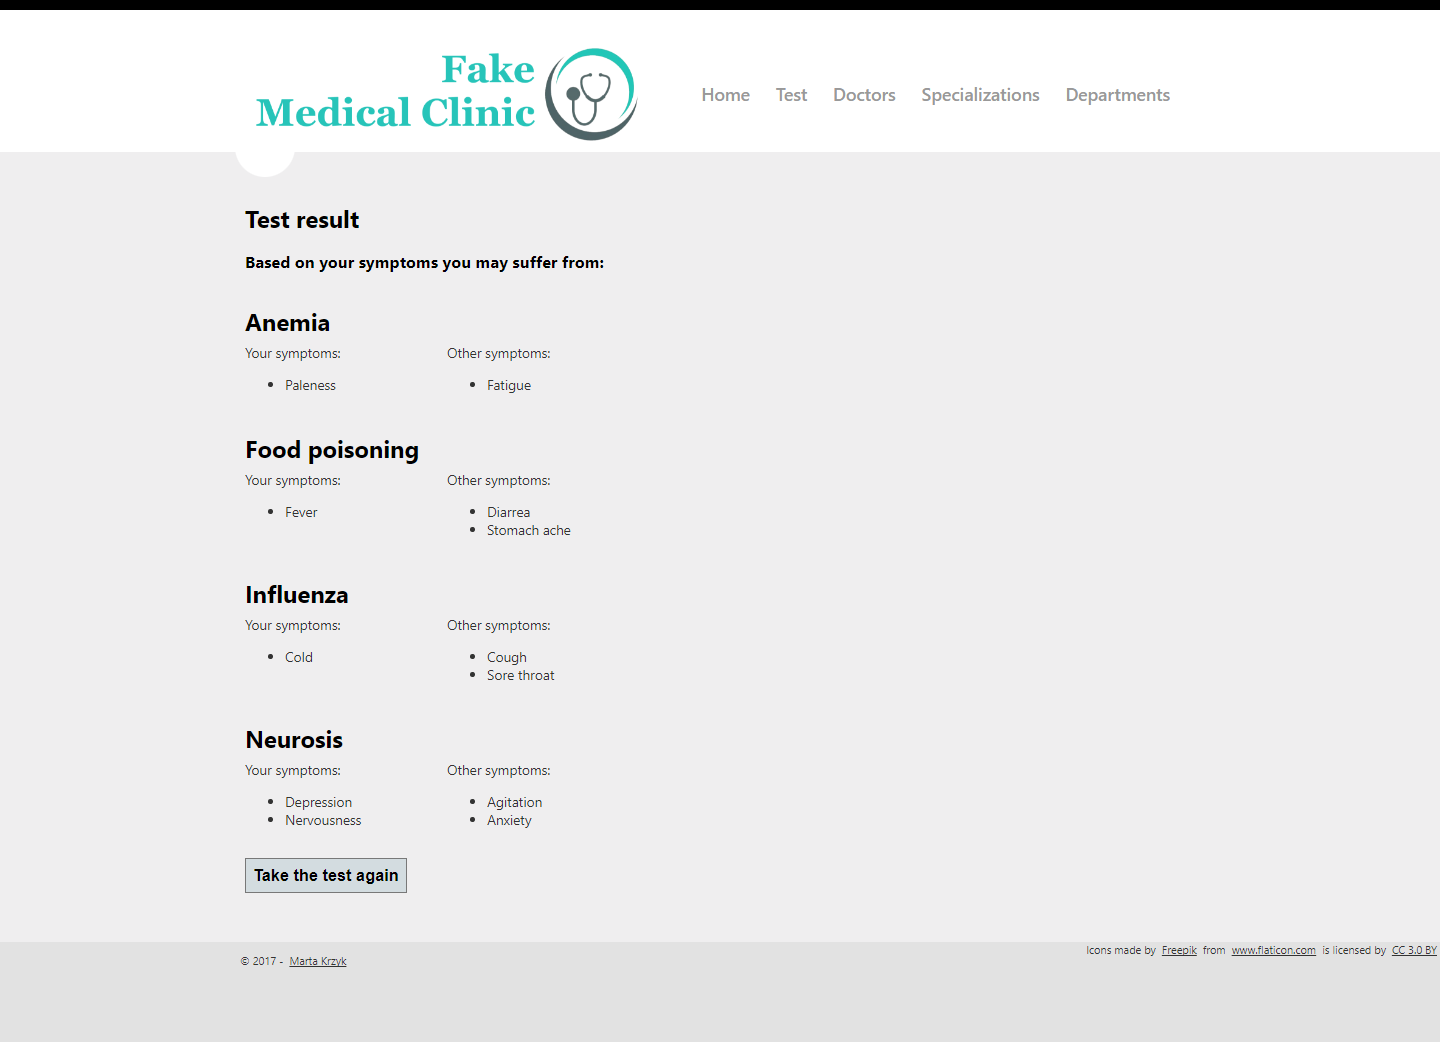 Fake
Medical Clinic
Home Test Doctors Specializations Departments
Test result
Based on your symptoms you may suffer from:
Anemia
Your symptoms: Other symptoms:
• Paleness • Fatigue
Food poisoning
Your symptoms: Other symptoms:
• Fever • Diarrea
• Stomach ache
Influenza
Your symptoms: Other symptoms:
• Cold • Cough
• Sore throat
Neurosis
Your symptoms: Other symptoms:
• Depression • Agitation
• Nervousness • Anxiety
Take the test again
Icons made by Freepik from www.flaticon.com is licensed by CC 3.0 BY
© 2017 - Marta Krzyk